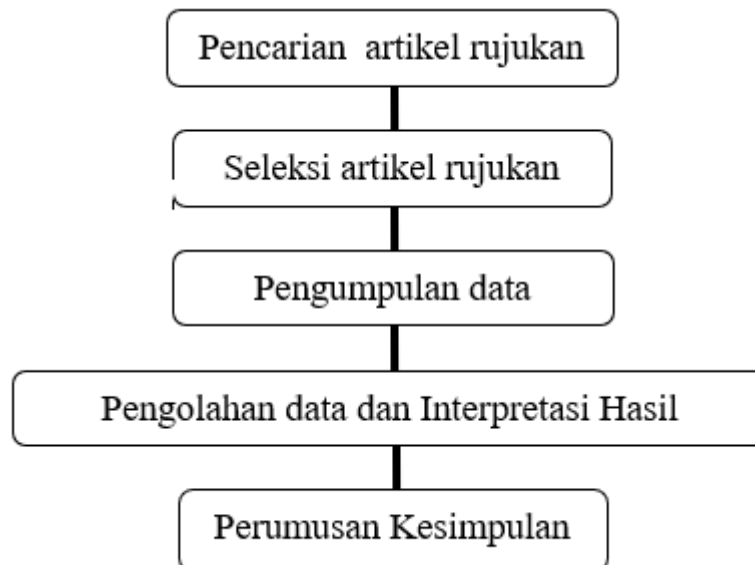 Pencarian artikel rujukan
Seleksi artikel rujukan
Pengumpulan data
Pengolahan data dan Interpretasi Hasil
Perumusan Kesimpulan